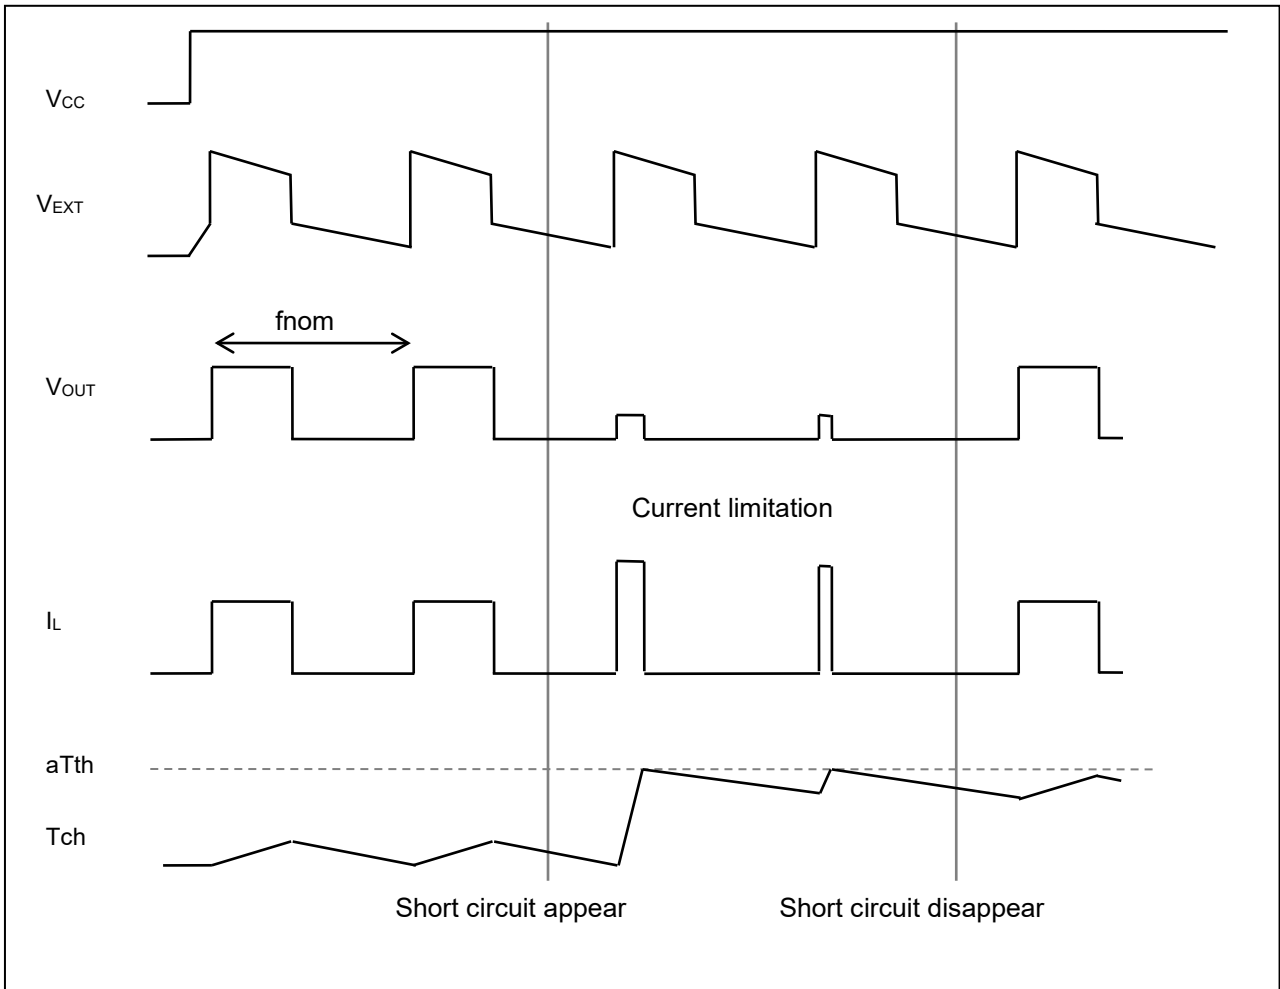 VCC
VEXT
fnom
VOUT
Current limitation
IL
aTth
Tch
Short circuit appear
Short circuit disappear